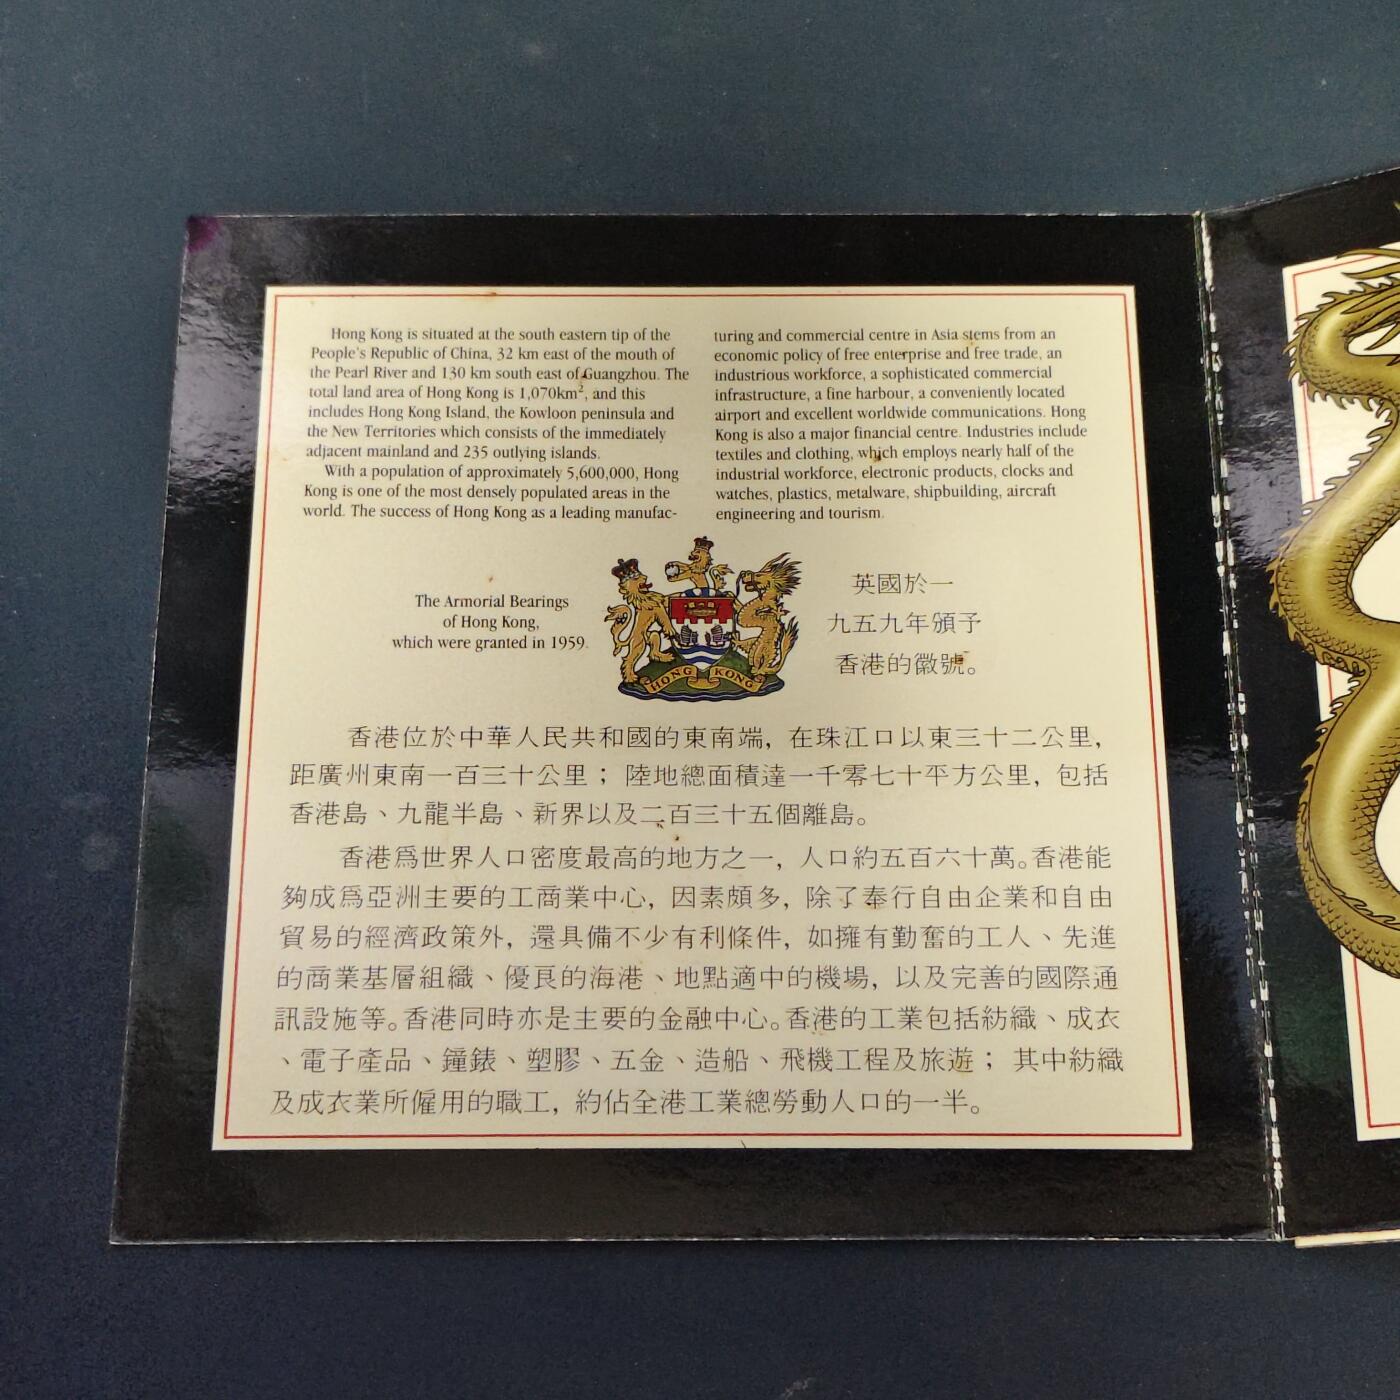 Hong Kong is situated at the south eastern tip of the
People's Republic of China, 32 km east of the mouth of
the Pearl River and 130 km south east of Guangzhou. The
total land area of Hong Kong is 1,070km², and this
includes Hong Kong Island, the Kowloon peninsula and
the New Territories which consists of the immediately
adjacent mainland and 235 outlying islands.
With a population of approximately 5,600,000, Hong
Kong is one of the most densely populated areas in the
world. The success of Hong Kong as a leading manufac-
turing and commercial centre in Asia stems from an
economic policy of free enterprise and free trade, an
industrious workforce, a sophisticated commercial
infrastructure, a fine harbour, a conveniently located
airport and excellent worldwide communications. Hong
Kong is also a major financial centre. Industries include
textiles and clothing, which employs nearly half of the
industrial workforce, electronic products, clocks and
watches, plastics, metalware, shipbuilding, aircraft
engineering and tourism.
The Armorial Bearings
of Hong Kong,
which were granted in 1959.
HONG KONG
英國於一
九五九年頒予
香港的徽號。
香港位於中華人民共和國的東南端，在珠江口以東三十二公里，
距廣州東南一百三十公里；陸地總面積達一千零七十平方公里，包括
香港島、九龍半島、新界以及二百三十五個離島。
香港爲世界人口密度最高的地方之一，人口約五百六十萬。香港能
夠成爲亞洲主要的工商業中心，因素頗多，除了奉行自由企業和自由
貿易的經濟政策外，還具備不少有利條件，如擁有勤奮的工人、先進
的商業基層組織、優良的海港、地點適中的機場，以及完善的國際通
訊設施等。香港同時亦是主要的金融中心。香港的工業包括紡織、成衣
、電子產品、鐘錶、塑膠、五金、造船、飛機工程及旅遊；其中紡織
及成衣業所僱用的職工，約佔全港工業總勞動人口的一半。